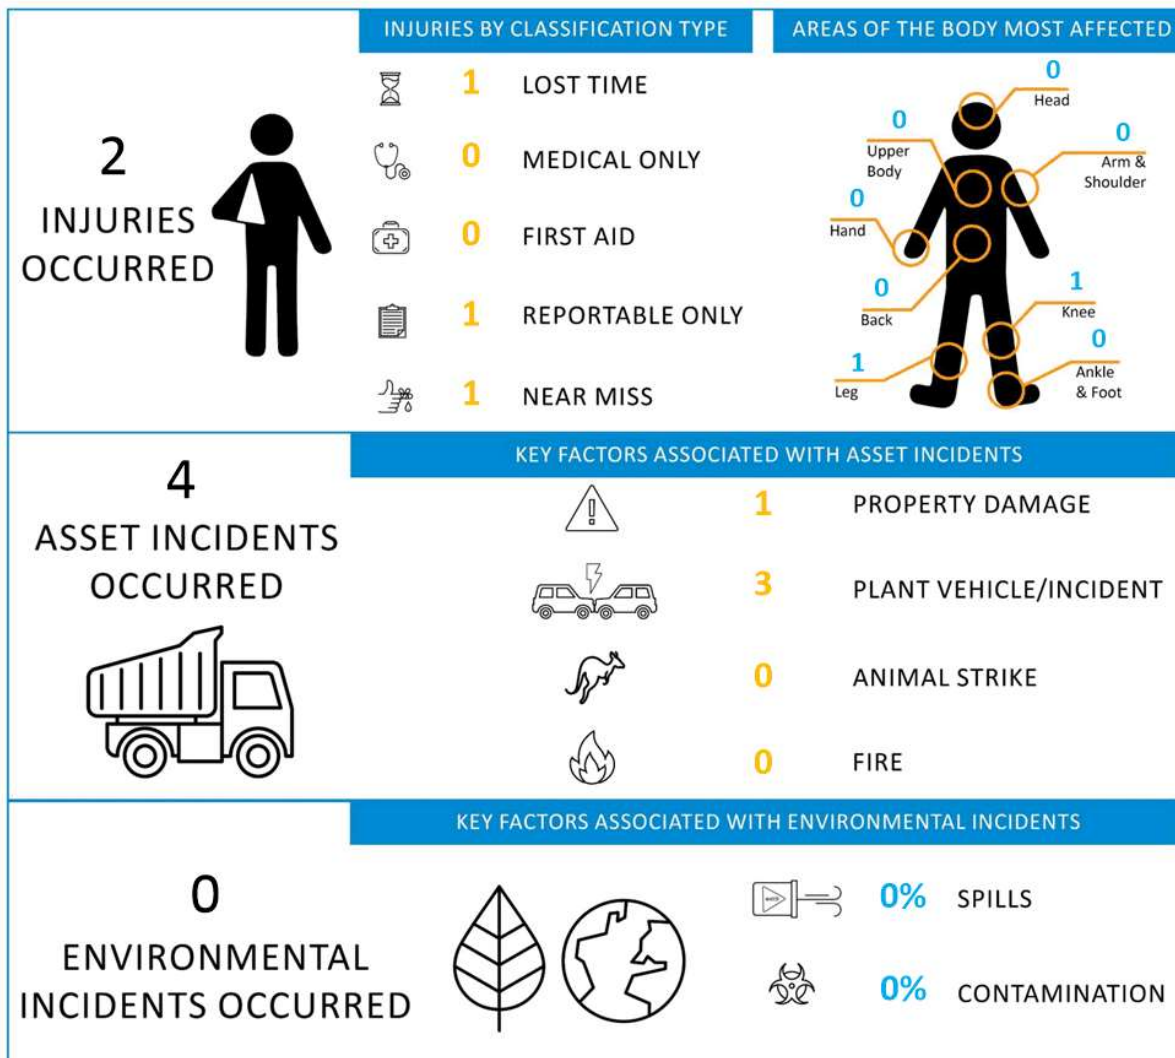 2
INJURIES
OCCURRED
INJURIES BY CLASSIFICATION TYPE
1 LOST TIME
0 MEDICAL ONLY
0 FIRST AID
1 REPORTABLE ONLY
1 NEAR MISS
AREAS OF THE BODY MOST AFFECTED
0
Head
0
Upper
Body
0
Arm &
Shoulder
0
Hand
0
Back
1
Knee
1
Leg
0
Ankle
& Foot
4
ASSET INCIDENTS
OCCURRED
KEY FACTORS ASSOCIATED WITH ASSET INCIDENTS
1 PROPERTY DAMAGE
3 PLANT VEHICLE/INCIDENT
0 ANIMAL STRIKE
0 FIRE
0
ENVIRONMENTAL
INCIDENTS OCCURRED
KEY FACTORS ASSOCIATED WITH ENVIRONMENTAL INCIDENTS
0% SPILLS
0% CONTAMINATION